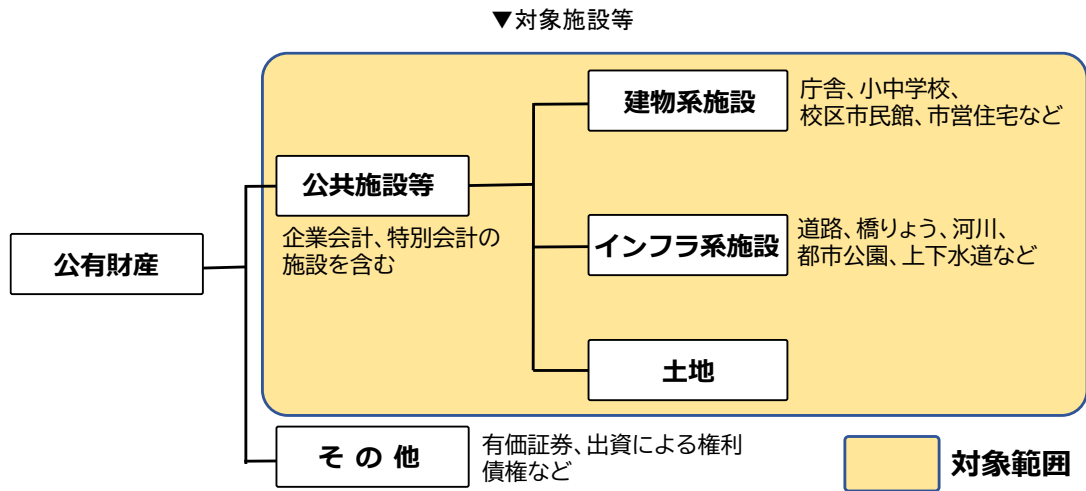 ▼対象施設等
建物系施設
庁舎、小中学校、
校区市民館、市営住宅など
公共施設等
企業会計、特別会計の
施設を含む
インフラ系施設
道路、橋りょう、河川、
都市公園、上下水道など
公有財産
土地
その他
有価証券、出資による権利
債権など
対象範囲